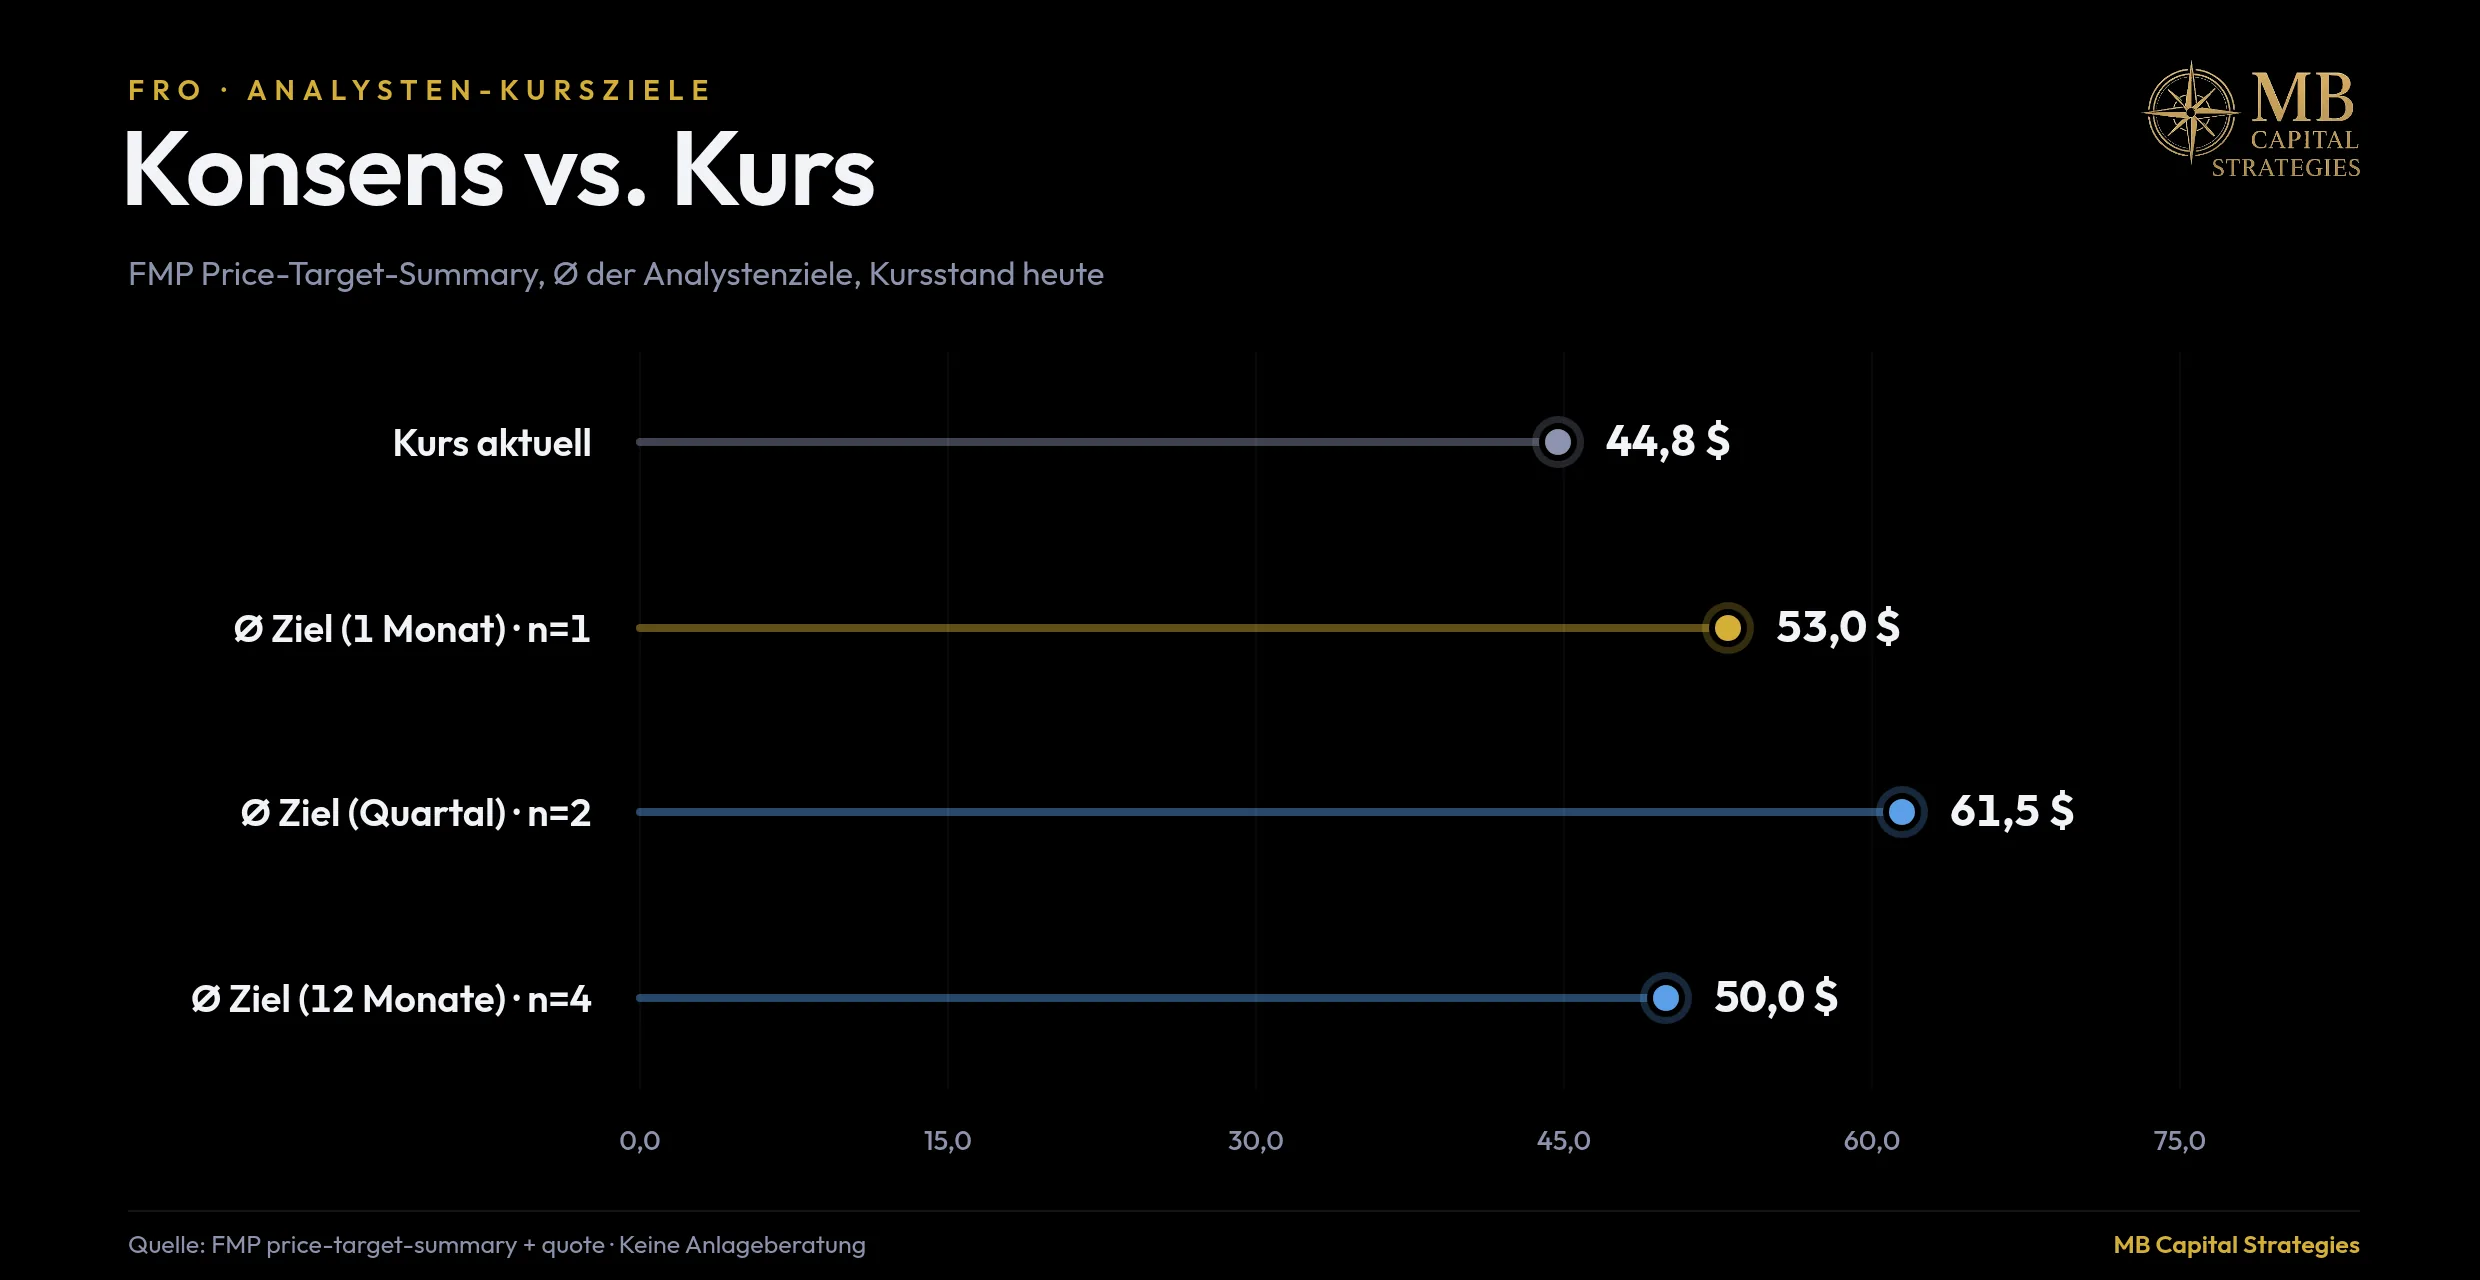 FRO · ANALYSTEN-KURSZIELE
Konsens vs. Kurs
FMP Price-Target-Summary, Ø der Analystenziele, Kursstand heute
MB
CAPITAL
STRATEGIES
Kurs aktuell
44,8 $
Ø Ziel (1 Monat) · n=1
53,0 $
Ø Ziel (Quartal) · n=2
61,5 $
Ø Ziel (12 Monate) · n=4
50,0 $
0,0 15,0 30,0 45,0 60,0 75,0
Quelle: FMP price-target-summary + quote · Keine Anlageberatung
MB Capital Strategies